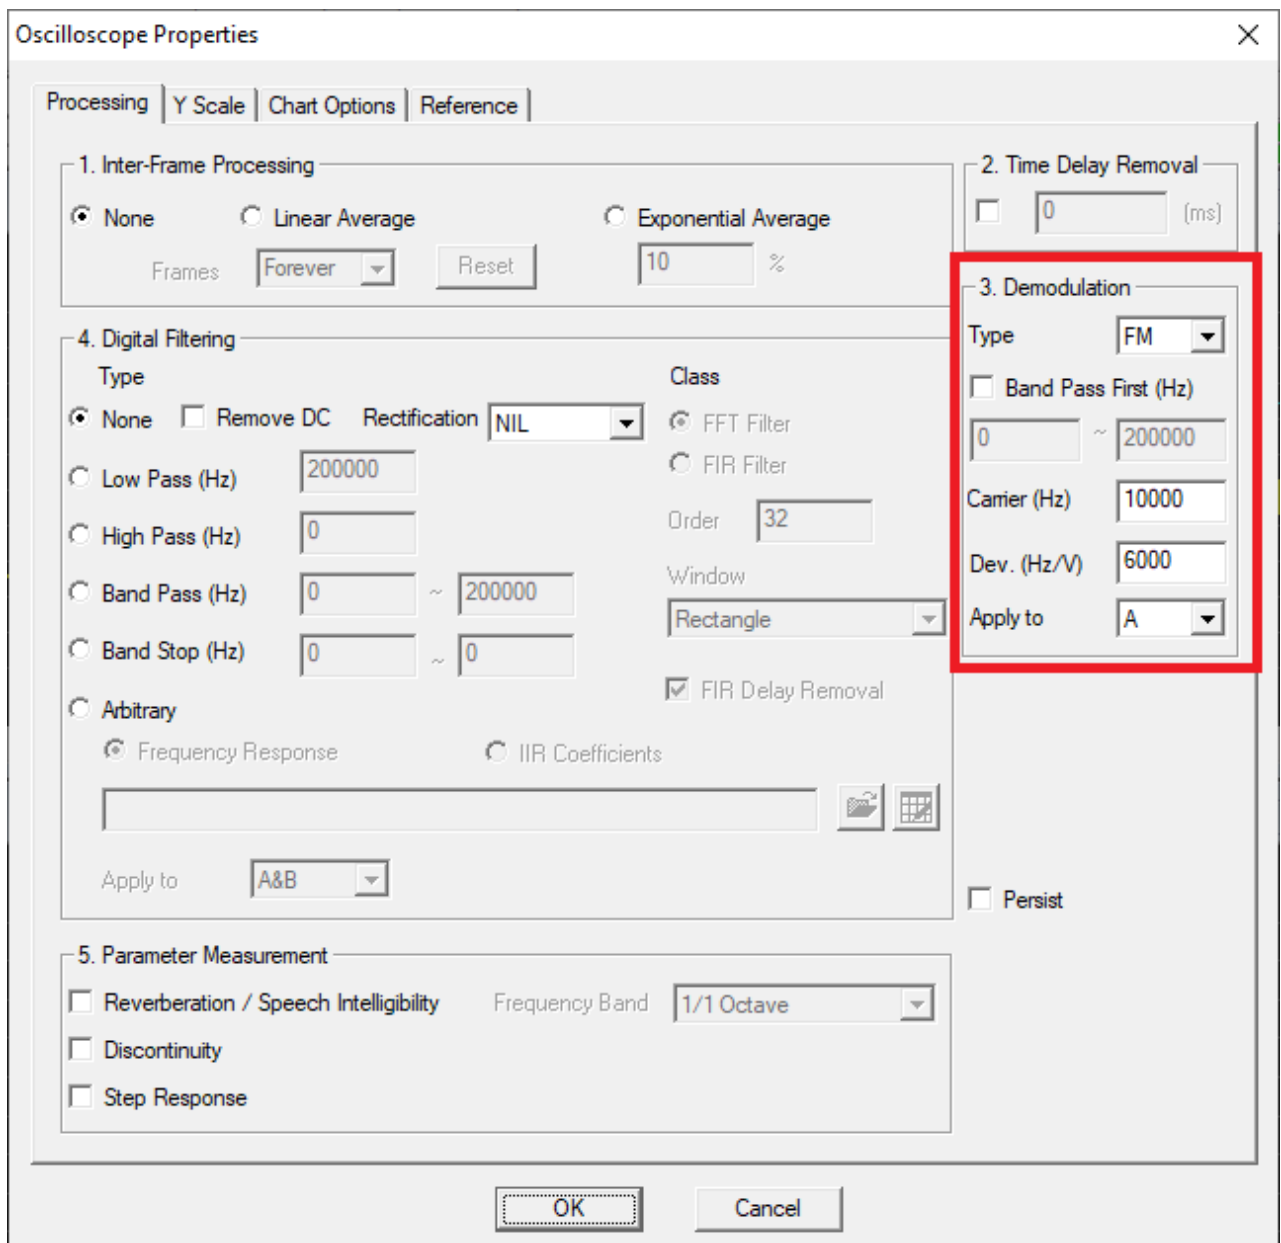 Oscilloscope Properties
Processing Y Scale Chart Options Reference
1. Inter-Frame Processing
None Linear Average Exponential Average
Frames Forever Reset 10 %
2. Time Delay Removal
0 (ms)
3. Demodulation
Type FM
Band Pass First (Hz)
0 ~ 200000
Carrier (Hz) 10000
Dev. (Hz/V) 6000
Apply to A
4. Digital Filtering
Type Class
None Remove DC Rectification NIL FFT Filter
Low Pass (Hz) 200000 FIR Filter
High Pass (Hz) 0 Order 32
Window
Band Pass (Hz) 0 ~ 200000 Rectangle
Band Stop (Hz) 0 ~ 0
FIR Delay Removal
Arbitrary
Frequency Response IIR Coefficients
Apply to A&B
Persist
5. Parameter Measurement
Reverberation / Speech Intelligibility Frequency Band 1/1 Octave
Discontinuity
Step Response
OK Cancel